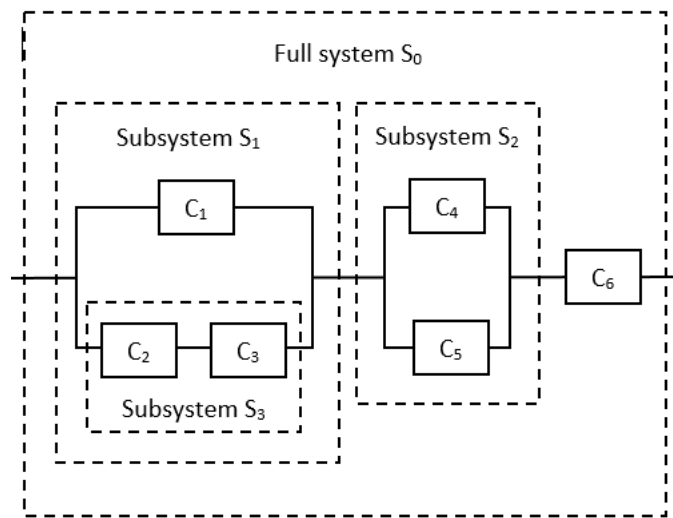 Full system S₀
Subsystem S₁
Subsystem S₂
C₁
C₄
C₆
C₂
C₃
C₅
Subsystem S₃